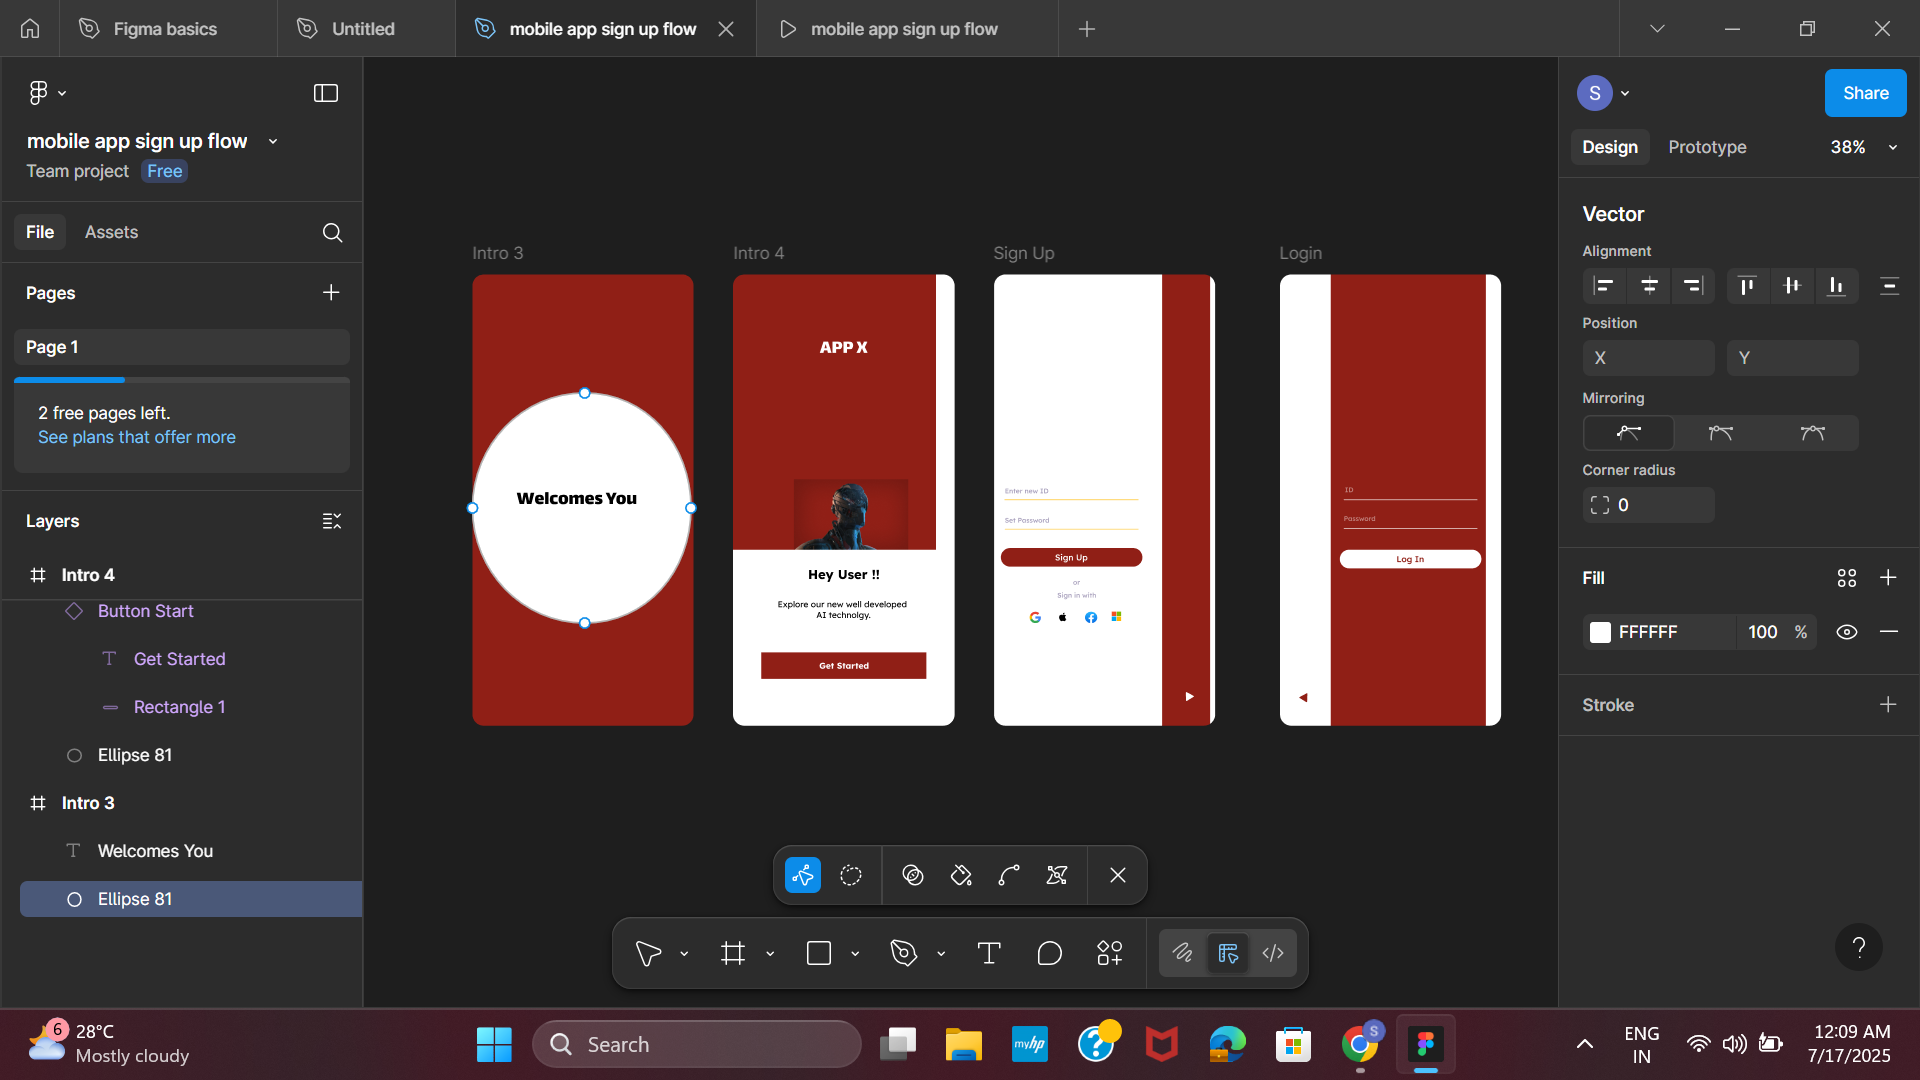 Figma basics
Untitled
mobile app sign up flow
mobile app sign up flow
mobile app sign up flow
Team project Free
File Assets
Pages
Page 1
2 free pages left.
See plans that offer more
Layers
Intro 4
Button Start
Get Started
Rectangle 1
Ellipse 81
Intro 3
Welcomes You
Ellipse 81
Intro 3
Welcomes You
Intro 4
APP X
Hey User !!
Explore our new well developed
AI technolgy.
Get Started
Sign Up
Enter new ID
Set Password
Sign Up
or
Sign in with
Login
ID
Password
Log In
S
Share
Design Prototype 38%
Vector
Alignment
Position
X Y
Mirroring
Corner radius
0
Fill
FFFFFF 100 %
Stroke
?
6
28°C
Mostly cloudy
Search
myhp
?
S
ENG
IN
12:09 AM
7/17/2025